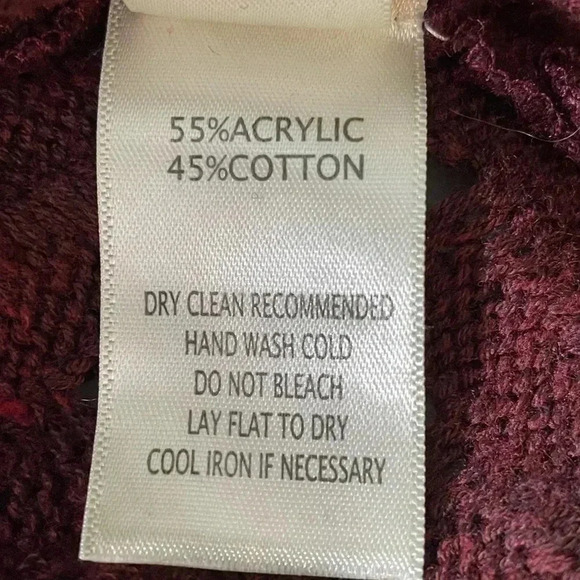 55%ACRYLIC
45%COTTON
DRY CLEAN RECOMMENDED
HAND WASH COLD
DO NOT BLEACH
LAY FLAT TO DRY
COOL IRON IF NECESSARY